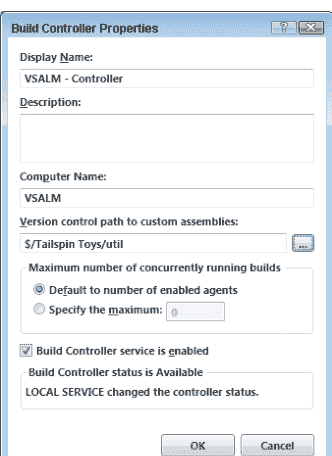 Build Controller Properties
Display Name:
VSALM - Controller
Description:
Computer Name:
VSALM
Version control path to custom assemblies:
$/Tailspin Toys/util
...
Maximum number of concurrently running builds
Default to number of enabled agents
Specify the maximum: 0
Build Controller service is enabled
Build Controller status is Available
LOCAL SERVICE changed the controller status.
OK Cancel